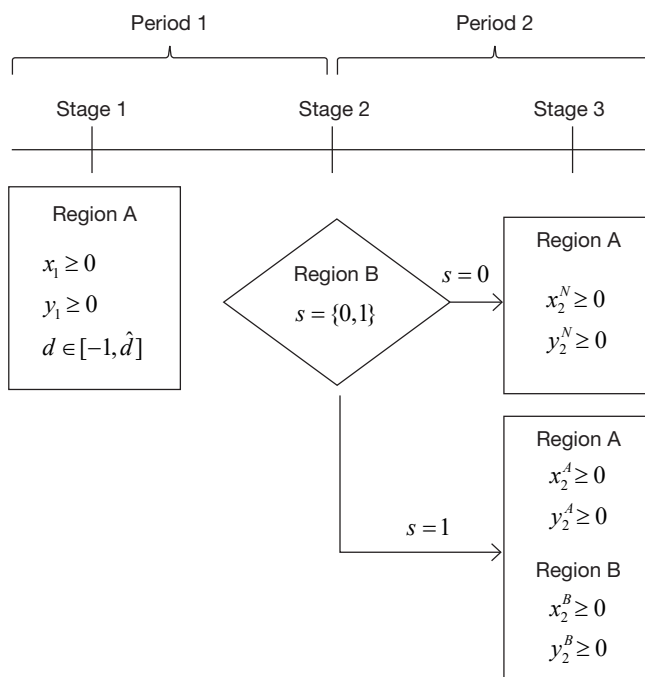 Period 1
Period 2
Stage 1
Stage 2
Stage 3
Region A
x₁ ≥ 0
y₁ ≥ 0
d ∈ [−1, d̂]
Region B
s = {0,1}
s = 0
Region A
x₂ᴺ ≥ 0
y₂ᴺ ≥ 0
s = 1
Region A
x₂ᴬ ≥ 0
y₂ᴬ ≥ 0
Region B
x₂ᴮ ≥ 0
y₂ᴮ ≥ 0